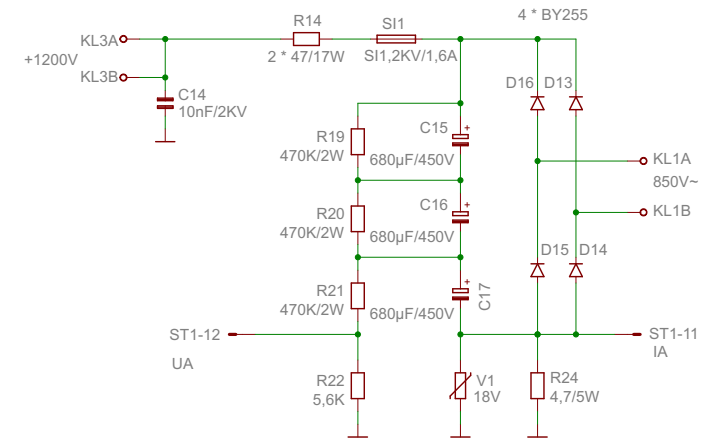 4 * BY255
R14
SI1
KL3A
+1200V
2 * 47/17W
SI1,2KV/1,6A
KL3B
C14
10nF/2KV
D16
D13
R19
470K/2W
C15
+
680µF/450V
KL1A
850V~
KL1B
R20
470K/2W
C16
+
680µF/450V
D15
D14
R21
470K/2W
+
680µF/450V
C17
ST1-12
UA
ST1-11
IA
R22
5,6K
V1
18V
R24
4,7/5W